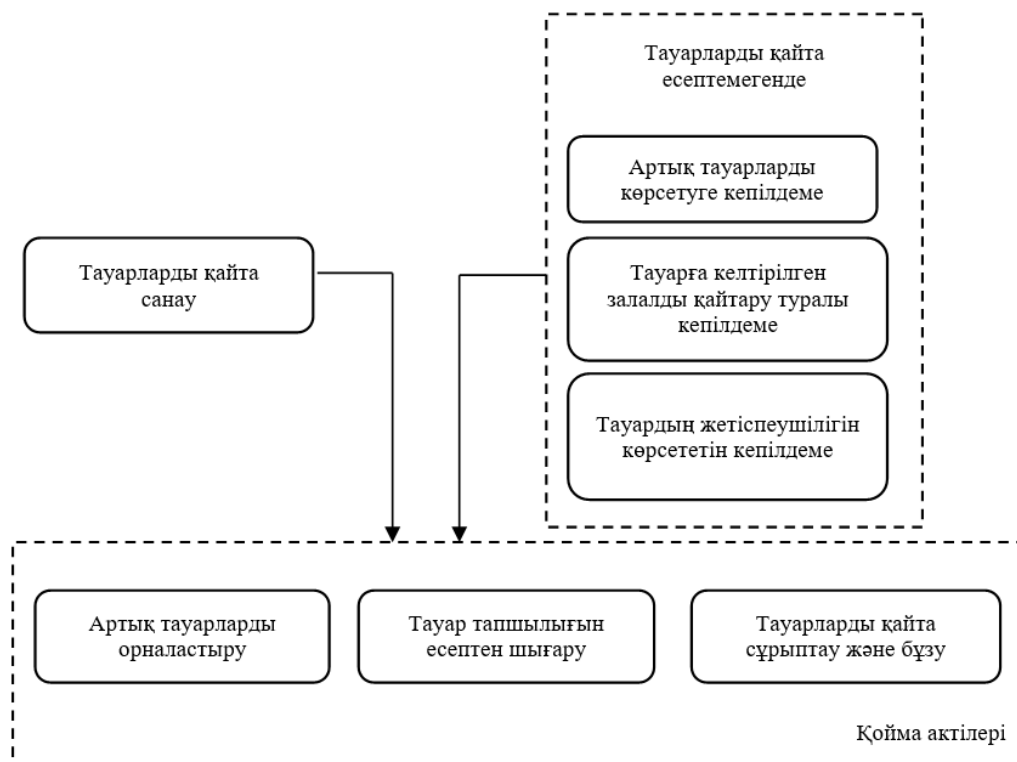 Тауарларды қайта
есептемегенде
Артық тауарларды
көрсетуге кепілдеме
Тауарларды қайта
санау
Тауарға келтірілген
залалды қайтару туралы
кепілдеме
Тауардың жетіспеушілігін
көрсететін кепілдеме
Артық тауарларды
орналастыру
Тауар тапшылығын
есептен шығару
Тауарларды қайта
сұрыптау және бұзу
Қойма актілері